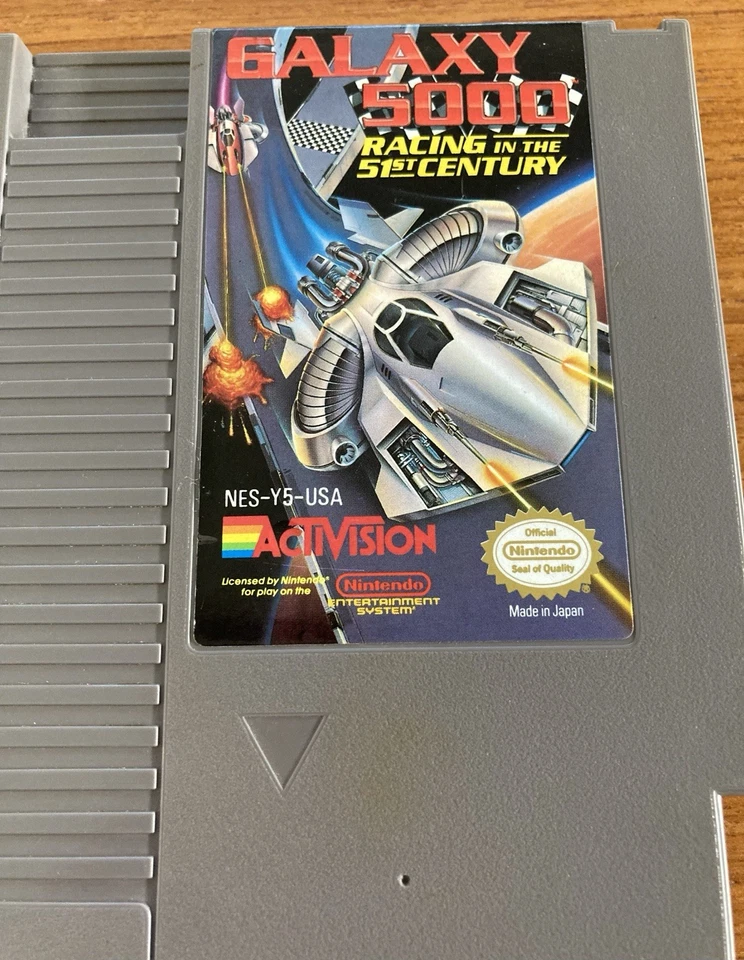 GALAXY
5000™
RACING IN THE
51ST CENTURY
NES-Y5-USA
ACTIVISION
Licensed by Nintendo®
for play on the
Nintendo
ENTERTAINMENT
SYSTEM®
Official
Nintendo
Seal of Quality
®
Made in Japan